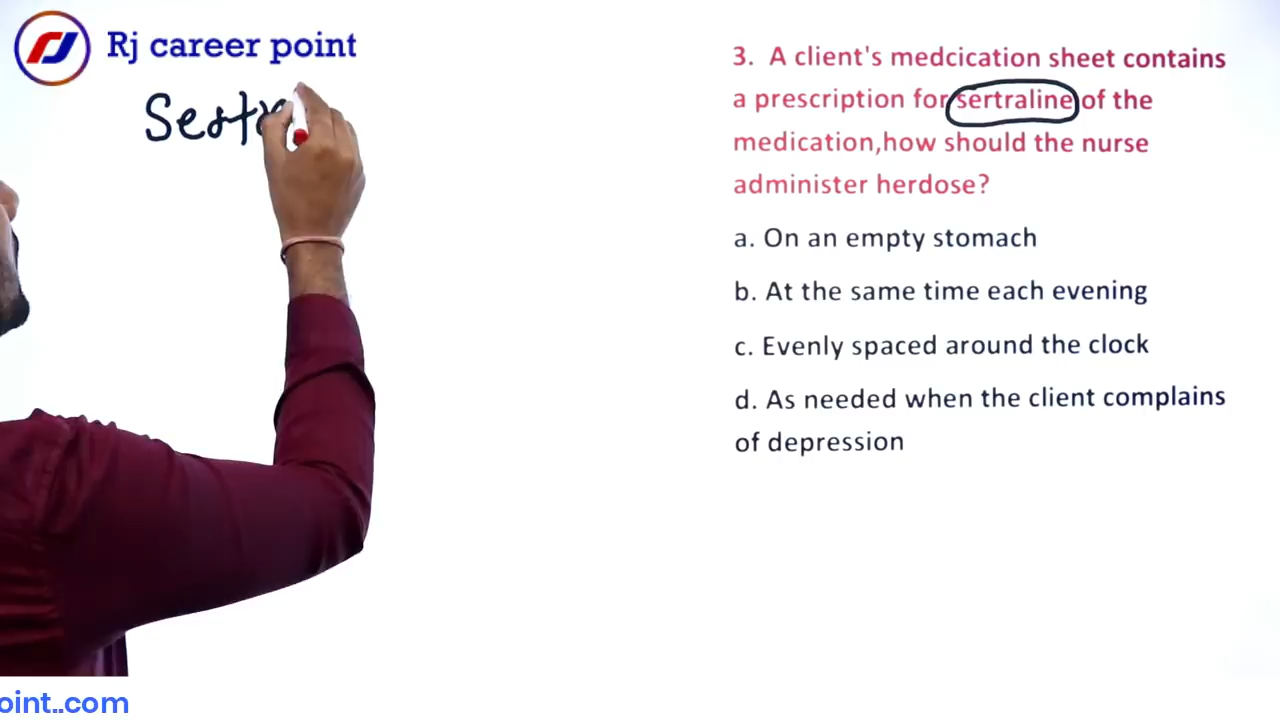 Rj career point
Sert
3. A client's medcication sheet contains
a prescription for sertraline of the
medication,how should the nurse
administer herdose?
a. On an empty stomach
b. At the same time each evening
c. Evenly spaced around the clock
d. As needed when the client complains
of depression
oint..com